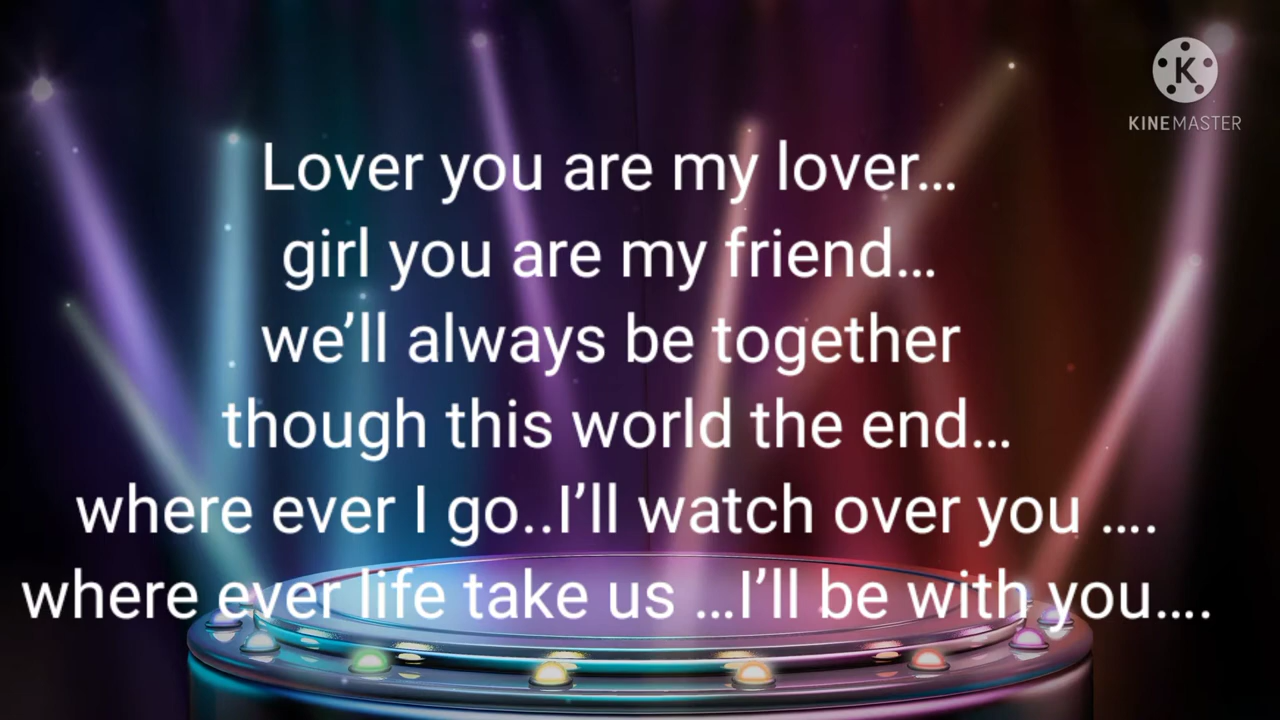 K
KINEMASTER
Lover you are my lover...
girl you are my friend...
we’ll always be together
though this world the end...
where ever I go..I’ll watch over you ....
where ever life take us ...I’ll be with you....